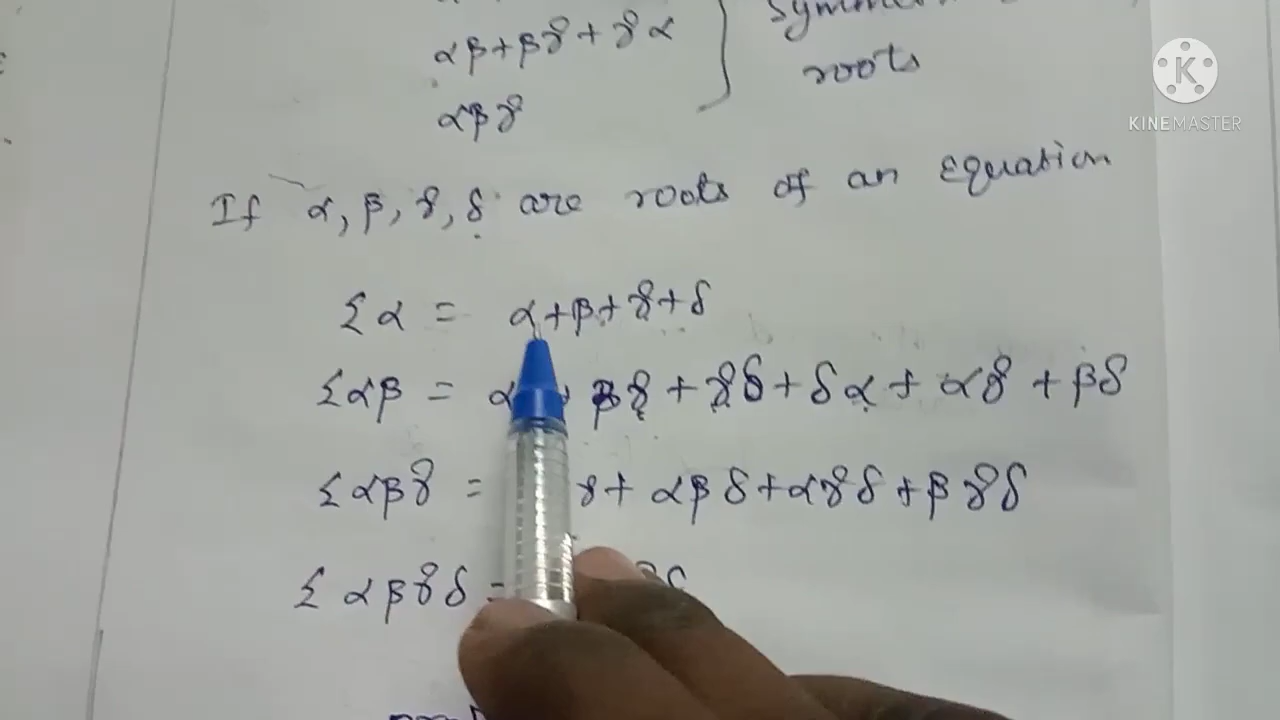 αβ+βγ+γα
roots
αβγ
KINEMASTER
If α, β, γ, δ are roots of an Equation
Σα = α+β+γ+δ
Σαβ = α + βγ + γδ + δα + αγ + βδ
Σαβγ = γ + αβδ + αγδ + βγδ
Σαβγδ =